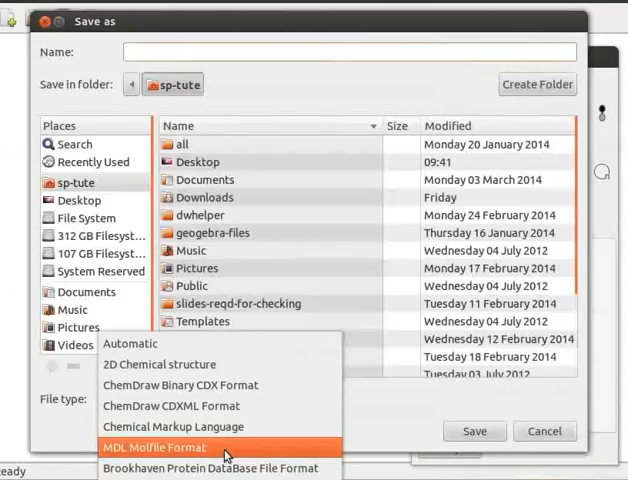 Save as
Name:
Save in folder: sp-tute Create Folder
Places Name Size Modified
Search all Monday 20 January 2014
Recently Used Desktop 09:41
sp-tute Documents Monday 03 March 2014
Desktop Downloads Friday
File System dwhelper Monday 24 February 2014
312 GB Filesyst... geogebra-files Thursday 16 January 2014
107 GB Filesyst... Music Wednesday 04 July 2012
System Reserved Pictures Monday 17 February 2014
Documents Public Wednesday 04 July 2012
Music slides-reqd-for-checking Tuesday 11 February 2014
Pictures Templates Wednesday 04 July 2012
Videos Wednesday 12 February 2014
Automatic Tuesday 18 February 2014
2D Chemical structure Tuesday 03 July 2012
ChemDraw Binary CDX Format
File type: ChemDraw CDXML Format
Chemical Markup Language Save Cancel
MDL Molfile Format
Brookhaven Protein DataBase File Format